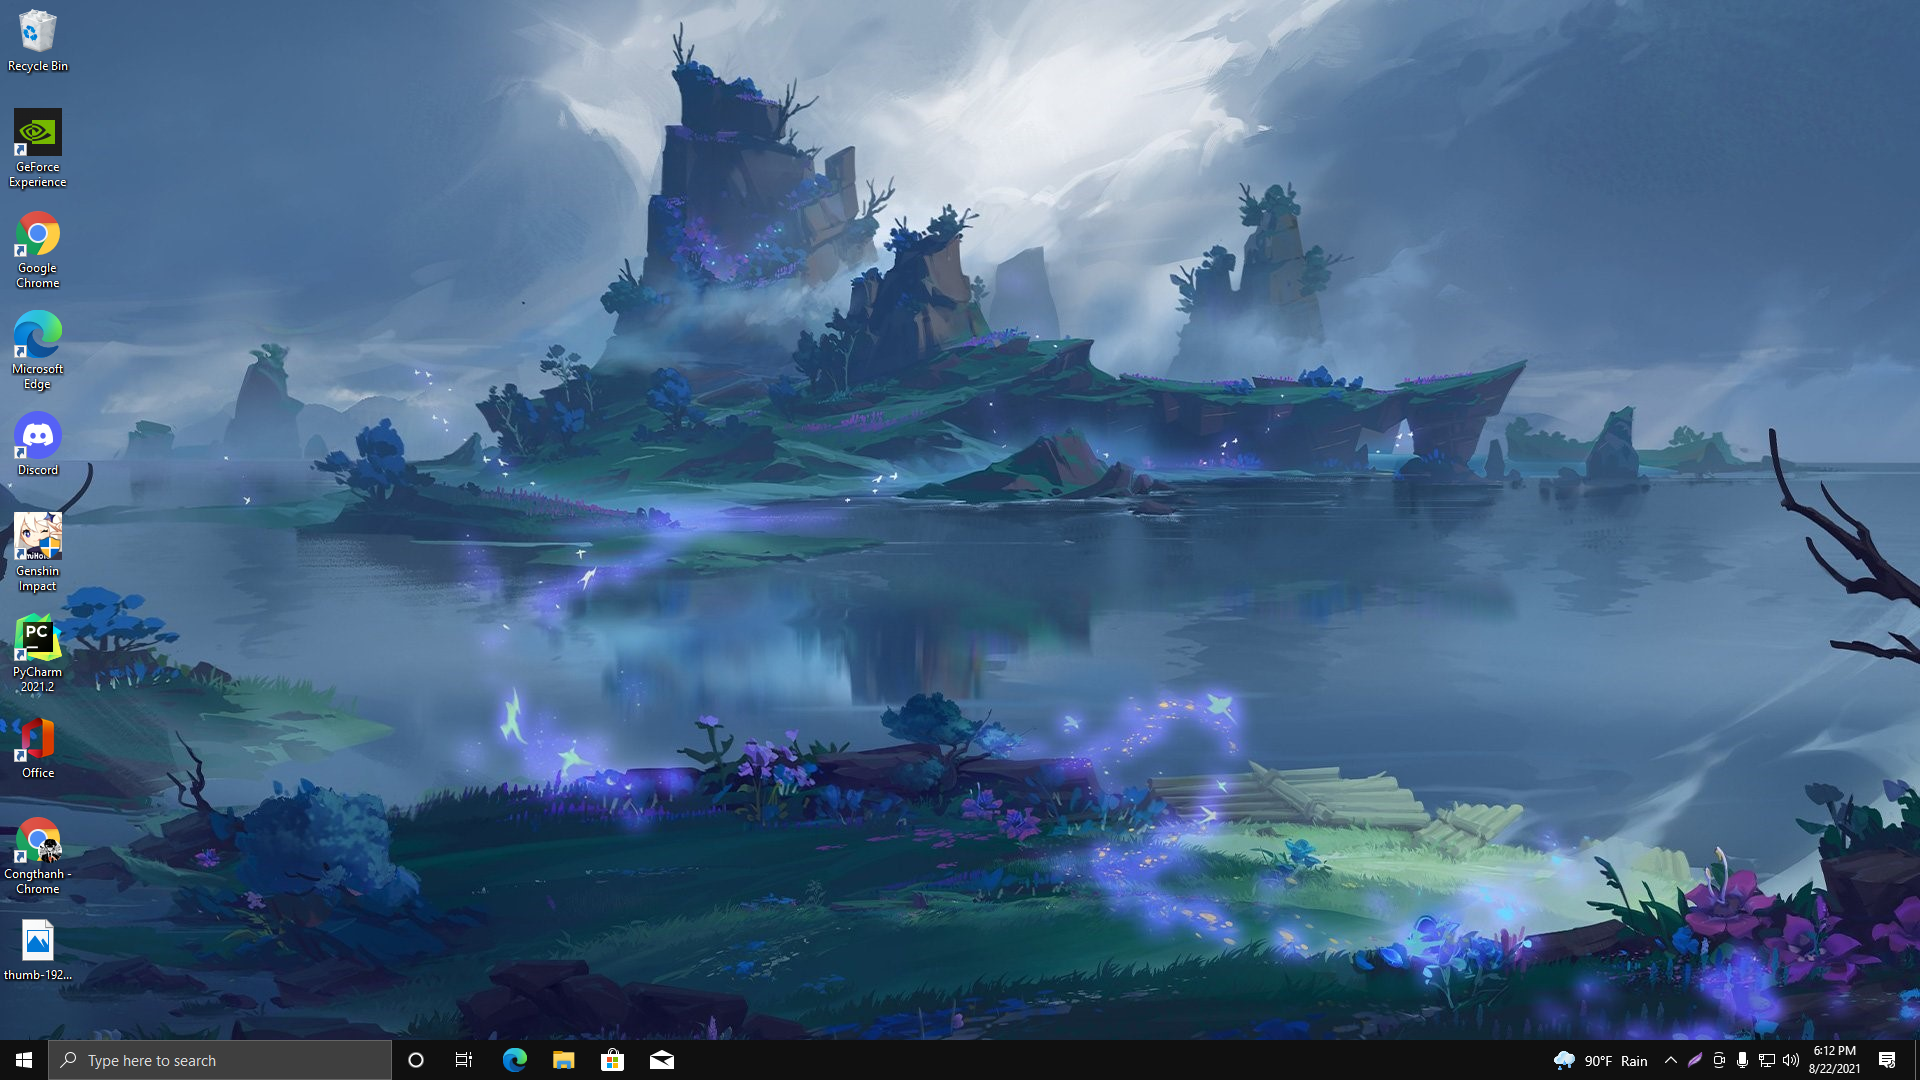 Recycle Bin
GeForce
Experience
Google
Chrome
Microsoft
Edge
Discord
Genshin
Impact
PC
PyCharm
2021.2
Office
Congthanh -
Chrome
thumb-192...
Type here to search
90°F Rain
6:12 PM
8/22/2021